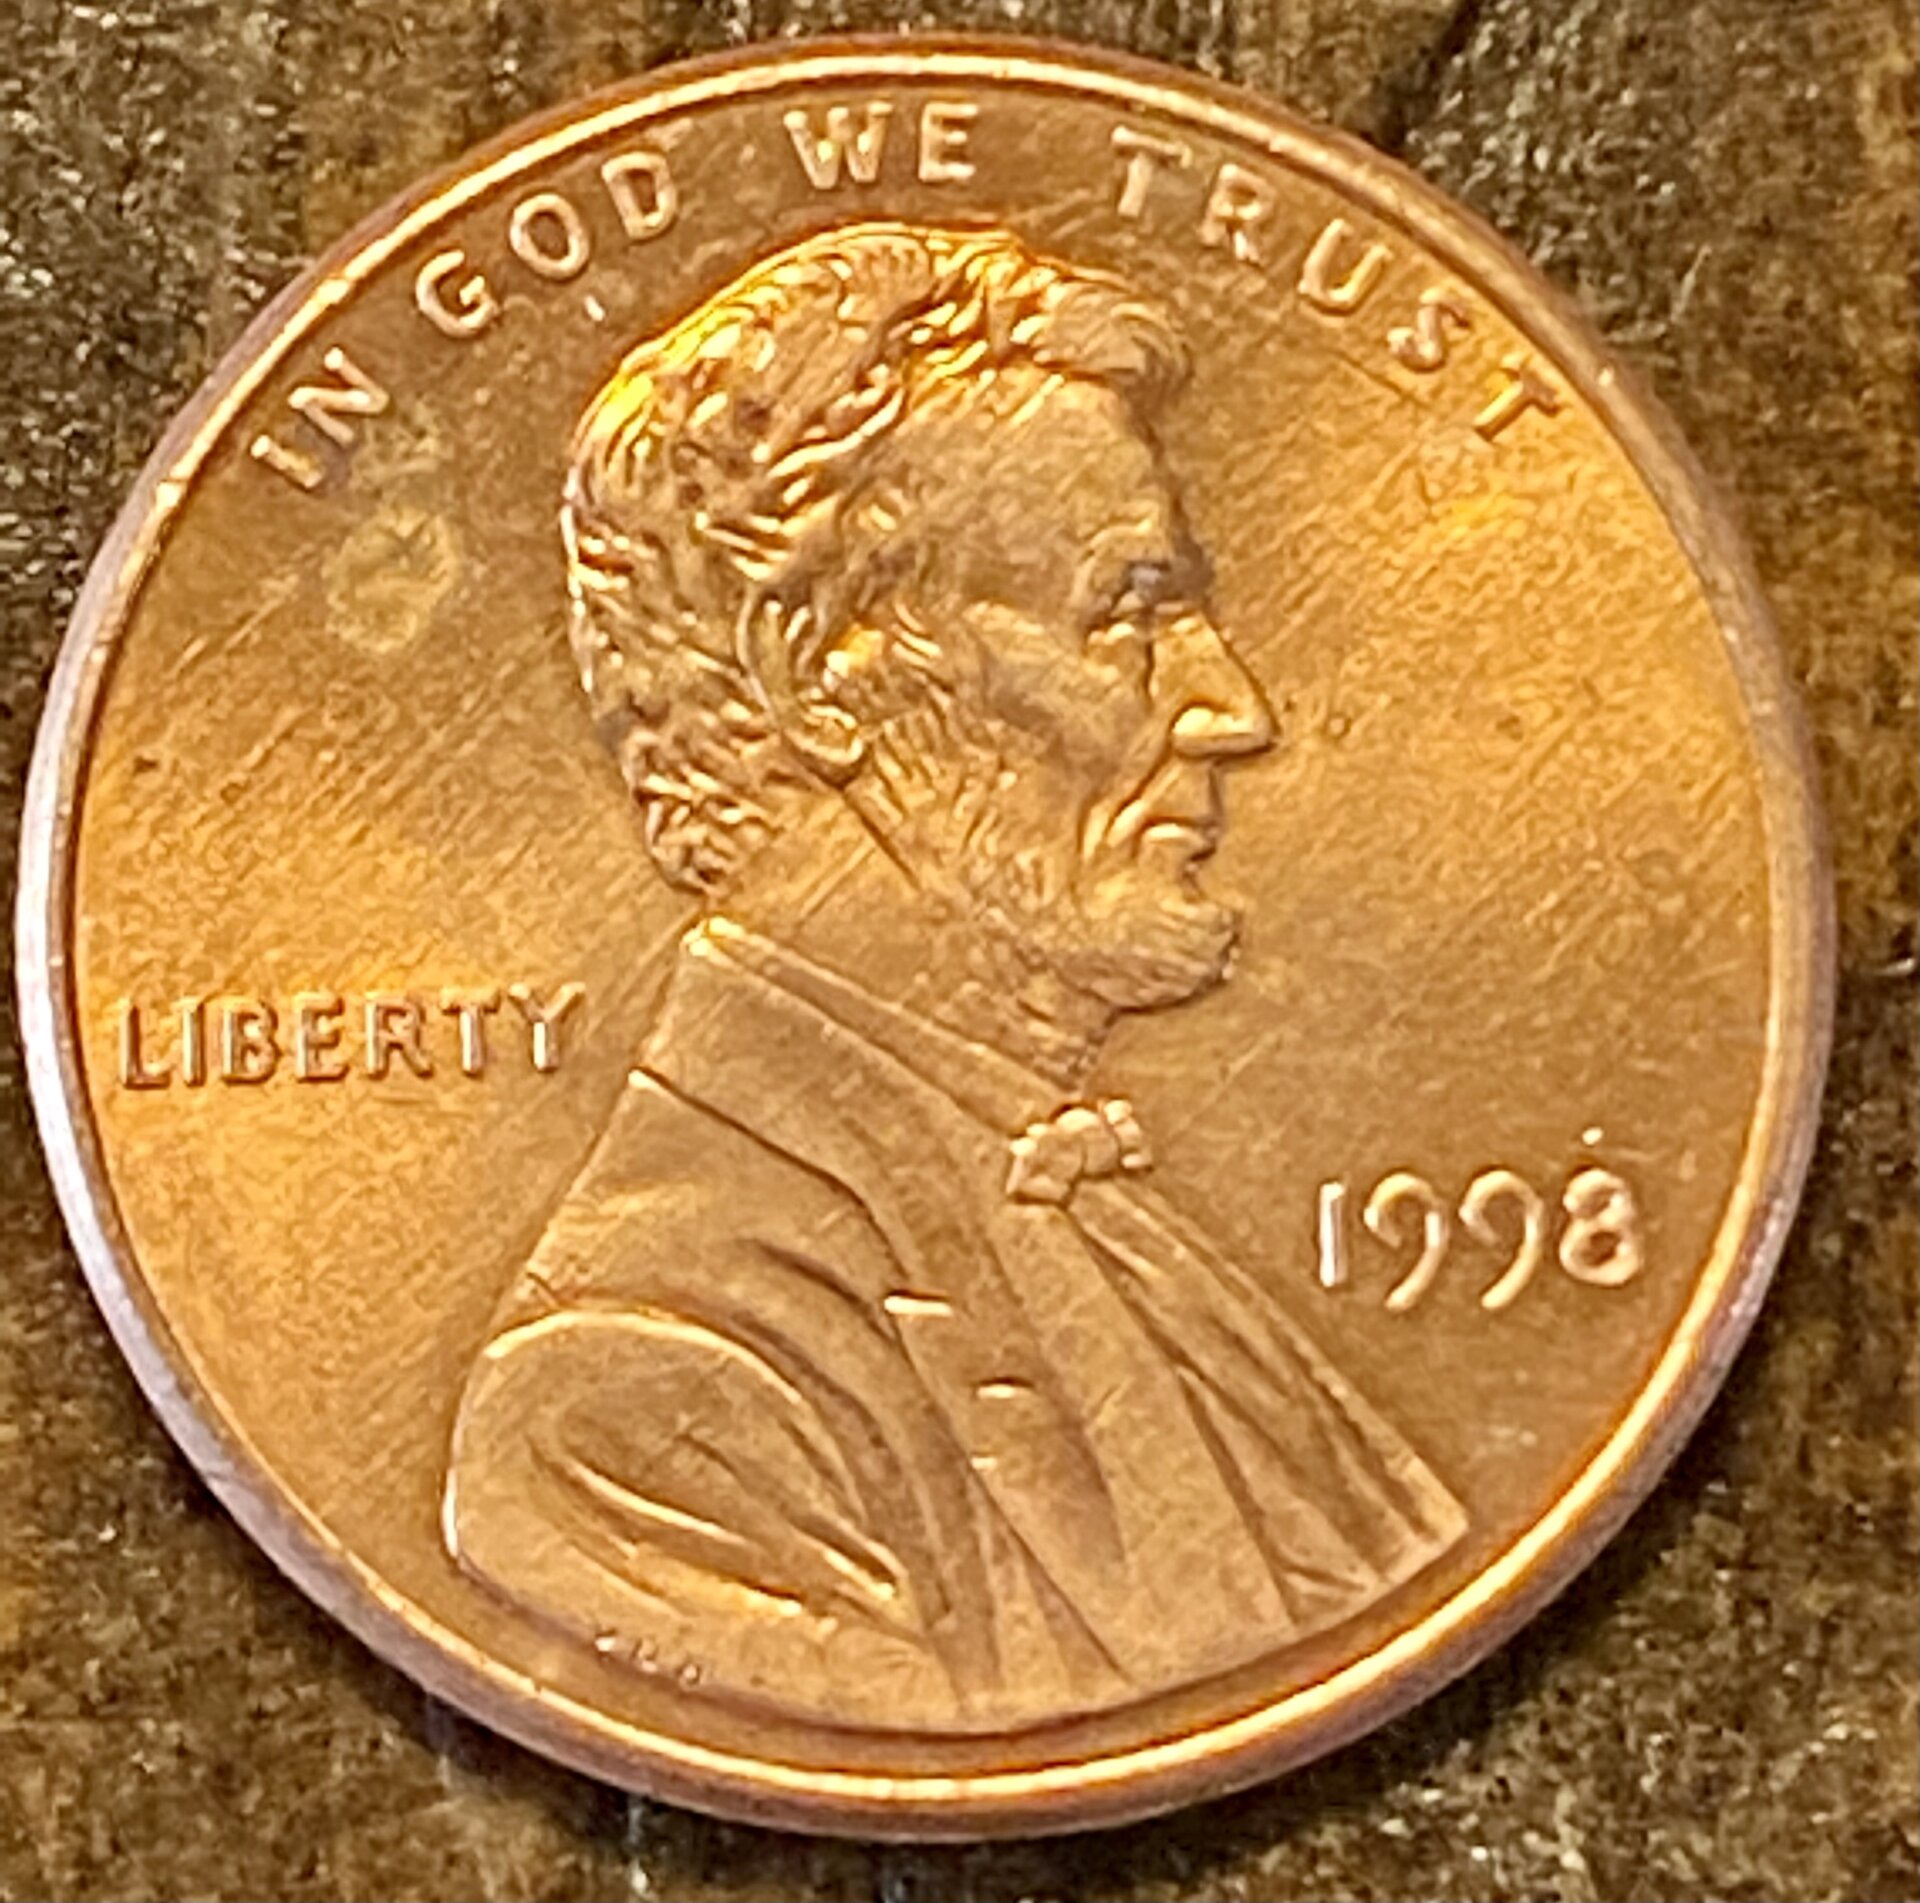 IN GOD WE TRUST
LIBERTY
1998